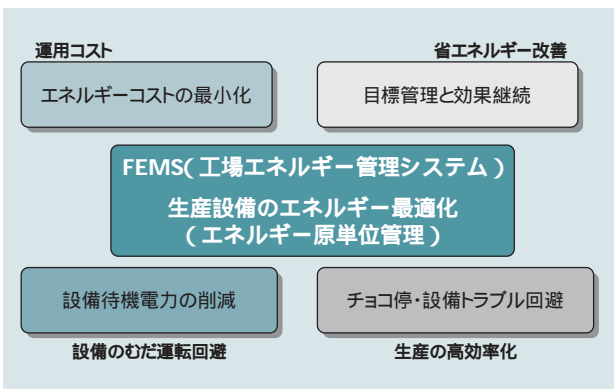 運用コスト
省エネルギー改善
エネルギーコストの最小化
目標管理と効果継続
FEMS(工場エネルギー管理システム)
生産設備のエネルギー最適化
(エネルギー原単位管理)
設備待機電力の削減
チョコ停・設備トラブル回避
設備のむだ運転回避
生産の高効率化